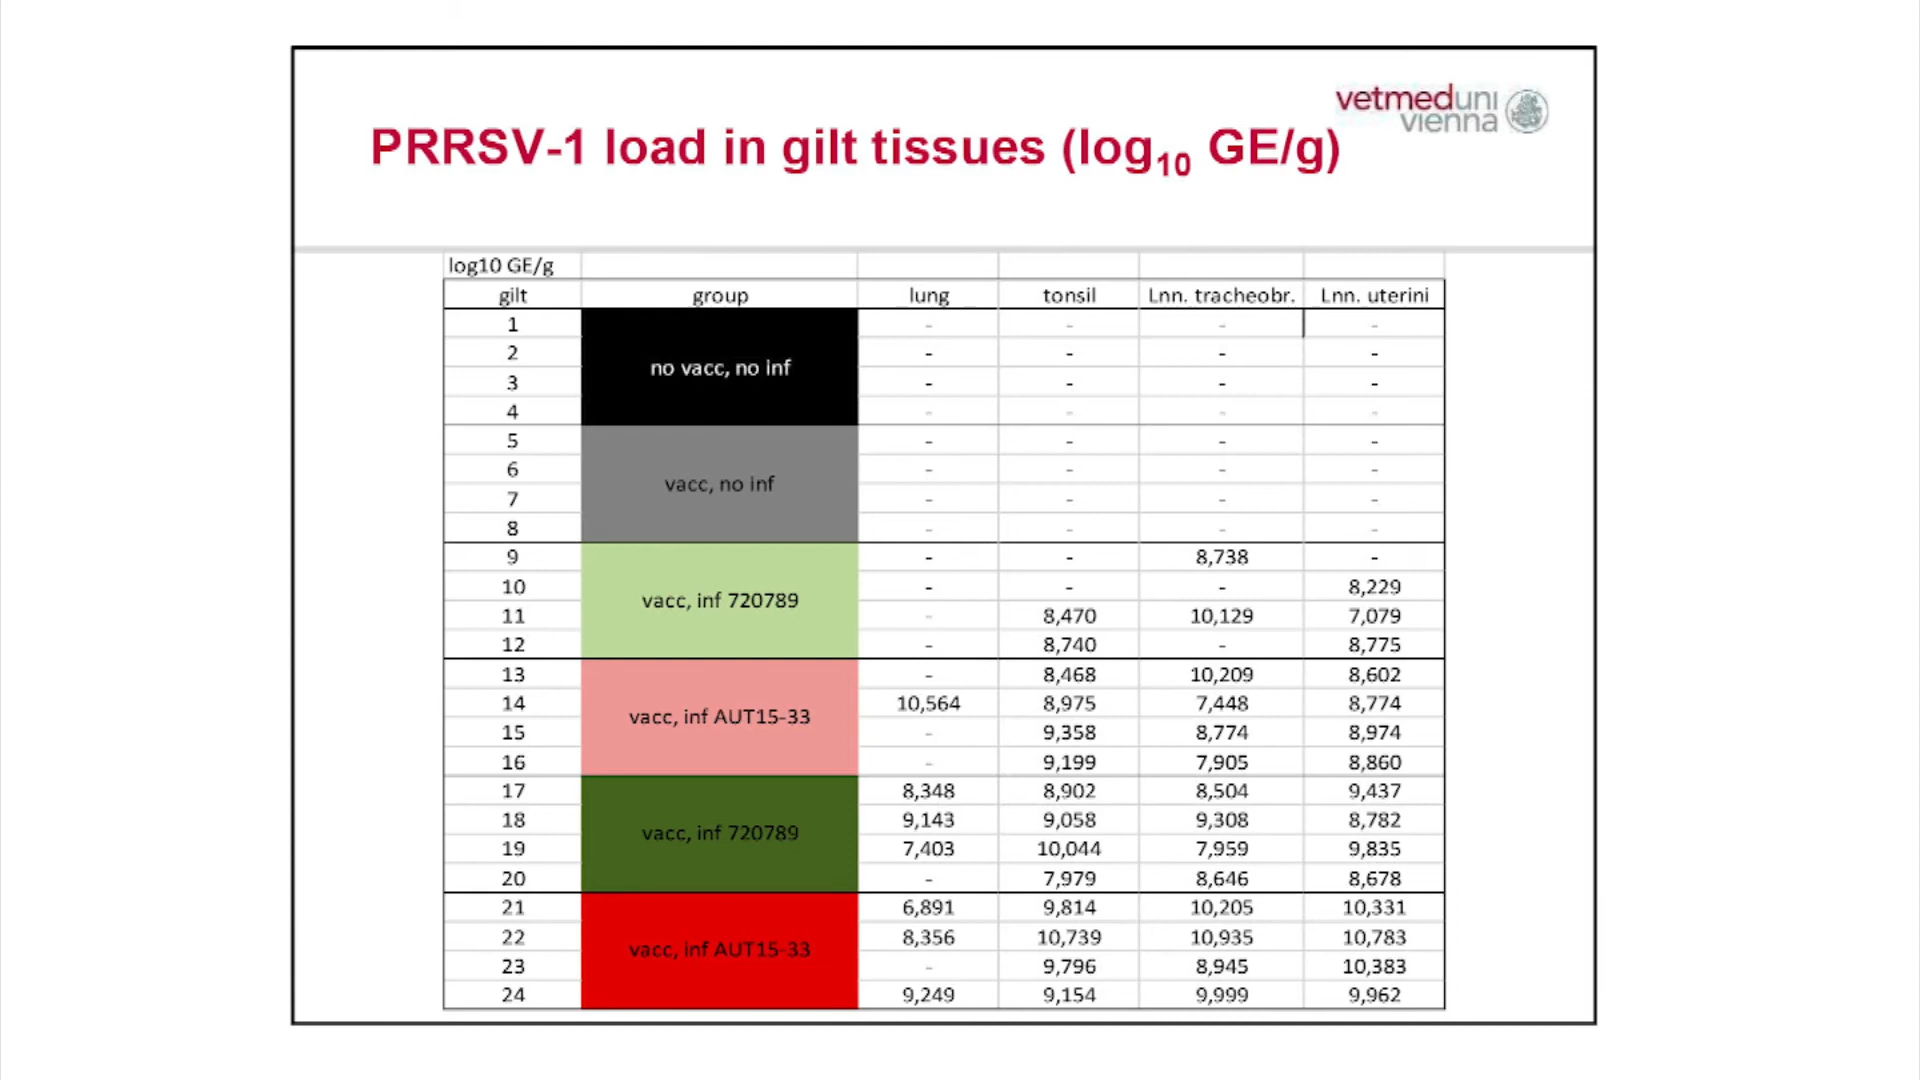 vetmeduni
vienna
PRRSV-1 load in gilt tissues (log10 GE/g)
log10 GE/g
gilt group lung tonsil Lnn. tracheobr. Lnn. uterini
1 - - - -
2 - - - -
no vacc, no inf
3 - - - -
4 - - - -
5 - - - -
6 - - - -
vacc, no inf
7 - - - -
8 - - - -
9 - - 8,738 -
10 - - - 8,229
vacc, inf 720789
11 - 8,470 10,129 7,079
12 - 8,740 - 8,775
13 - 8,468 10,209 8,602
14 10,564 8,975 7,448 8,774
vacc, inf AUT15-33
15 - 9,358 8,774 8,974
16 - 9,199 7,905 8,860
17 8,348 8,902 8,504 9,437
18 9,143 9,058 9,308 8,782
vacc, inf 720789
19 7,403 10,044 7,959 9,835
20 - 7,979 8,646 8,678
21 6,891 9,814 10,205 10,331
22 8,356 10,739 10,935 10,783
vacc, inf AUT15-33
23 - 9,796 8,945 10,383
24 9,249 9,154 9,999 9,962